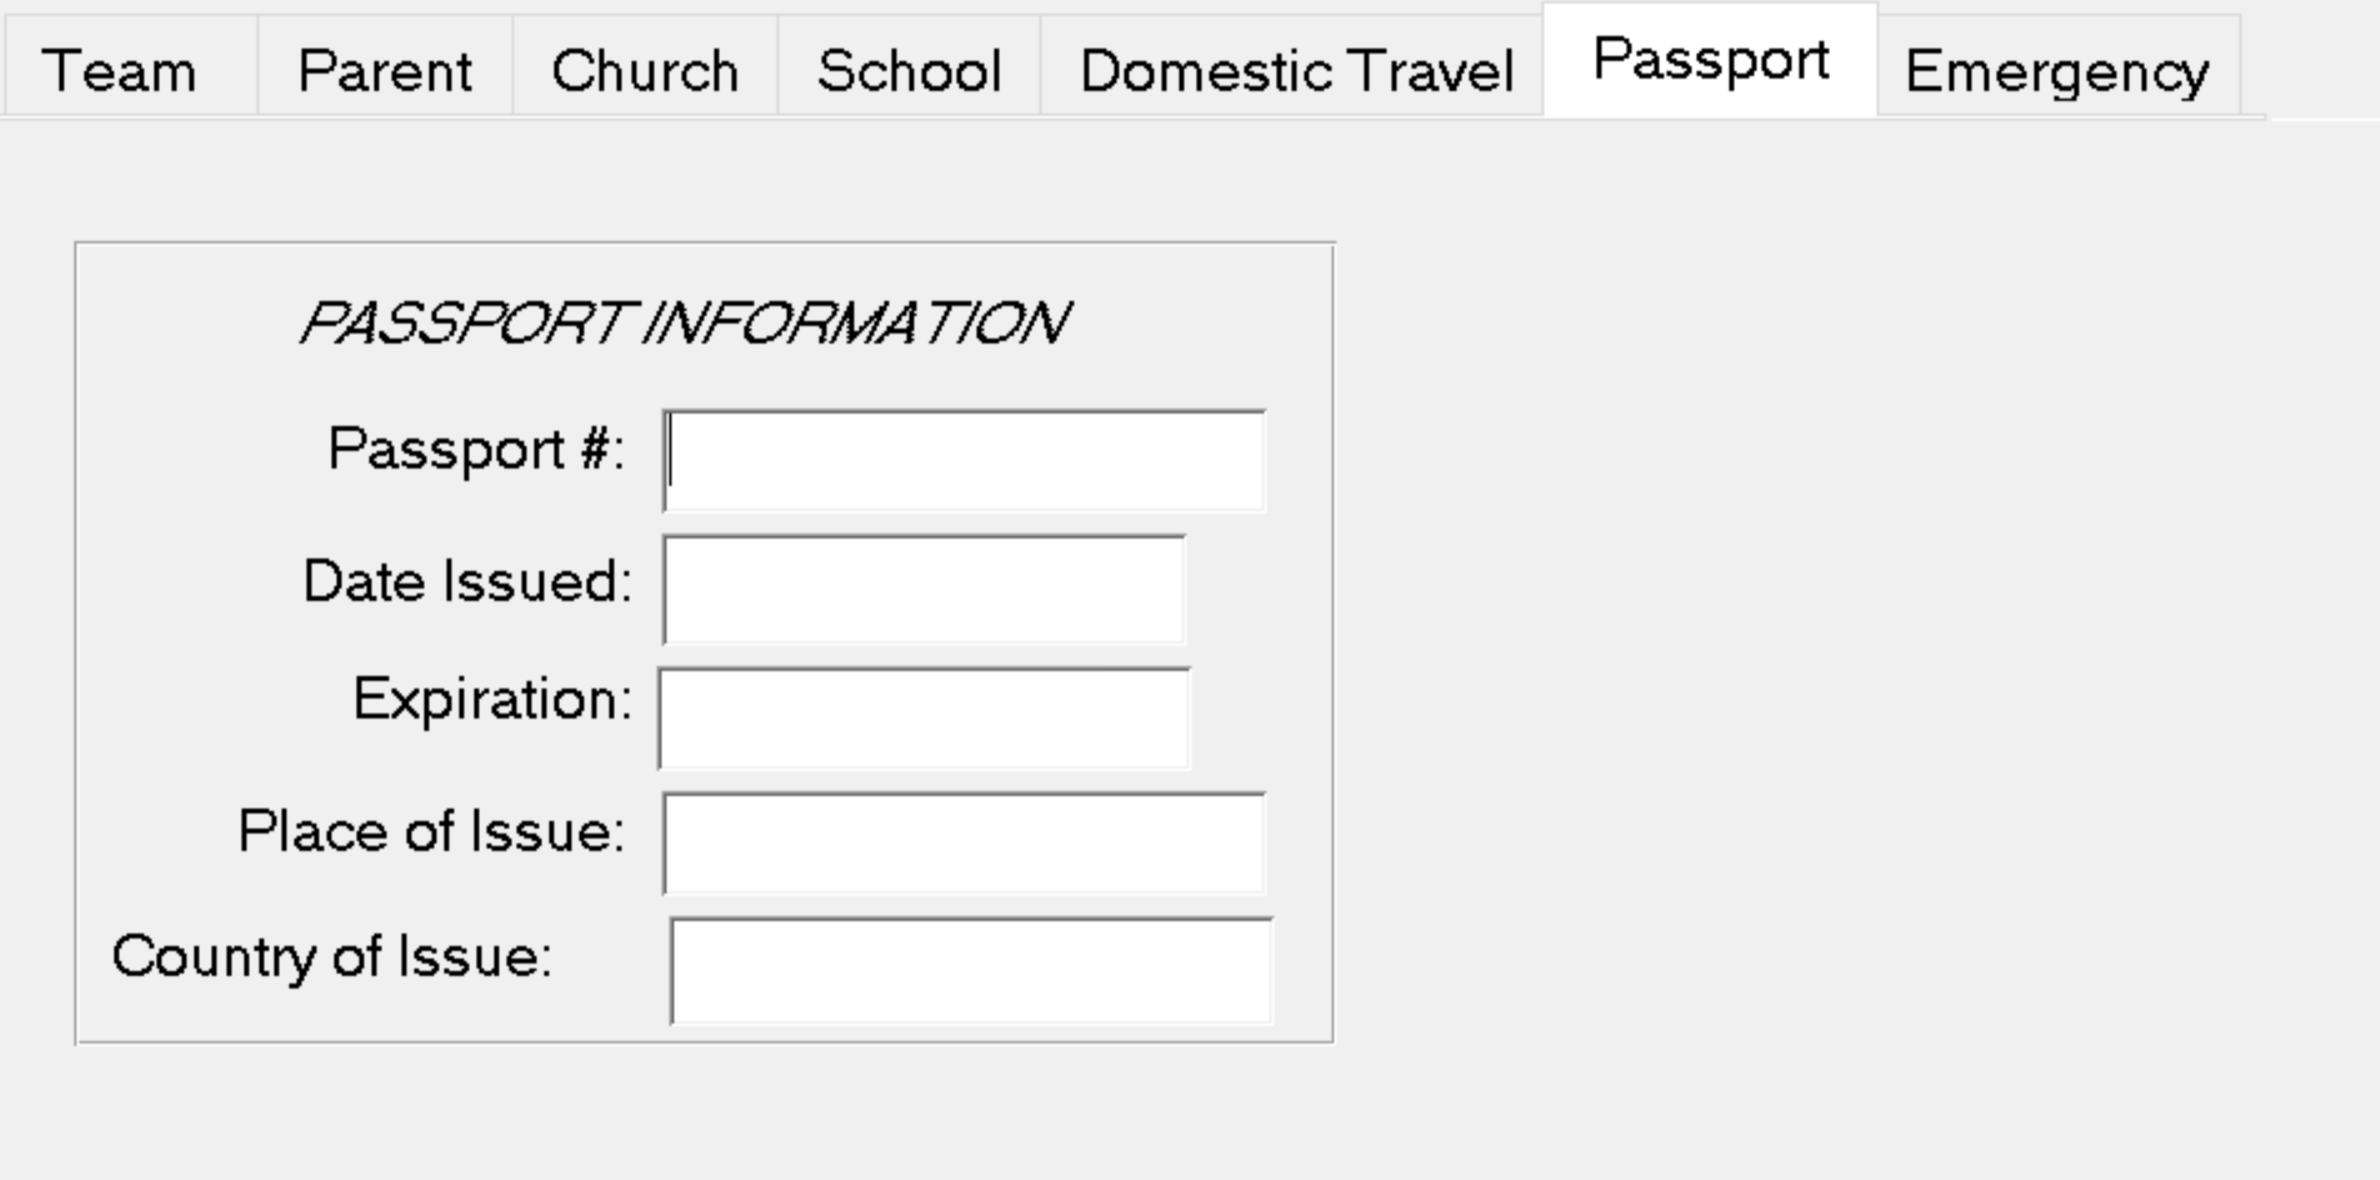 Team Parent Church School Domestic Travel Passport Emergency
PASSPORT INFORMATION
Passport #:
Date Issued:
Expiration:
Place of Issue:
Country of Issue: